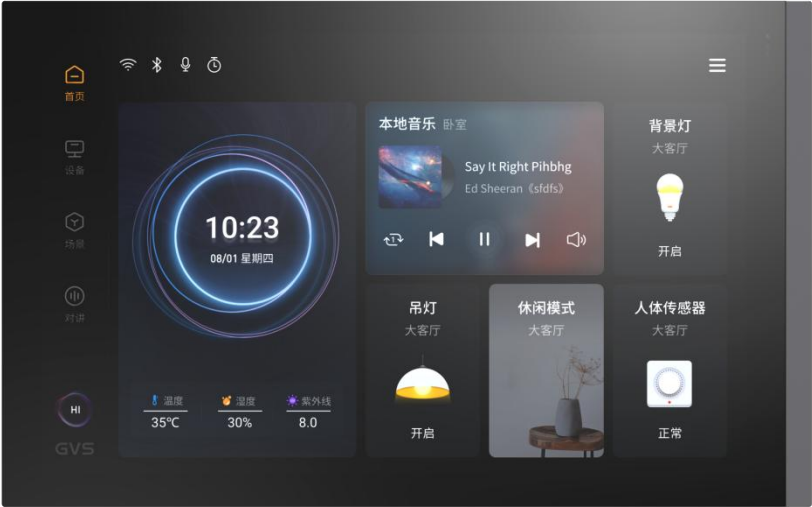 首页
设备
场景
对讲
HI
GVS
10:23
08/01 星期四
温度
35℃
湿度
30%
紫外线
8.0
本地音乐 卧室
Say It Right Pihbhg
Ed Sheeran《sfdfs》
1
背景灯
大客厅
开启
吊灯
大客厅
开启
休闲模式
大客厅
人体传感器
大客厅
正常